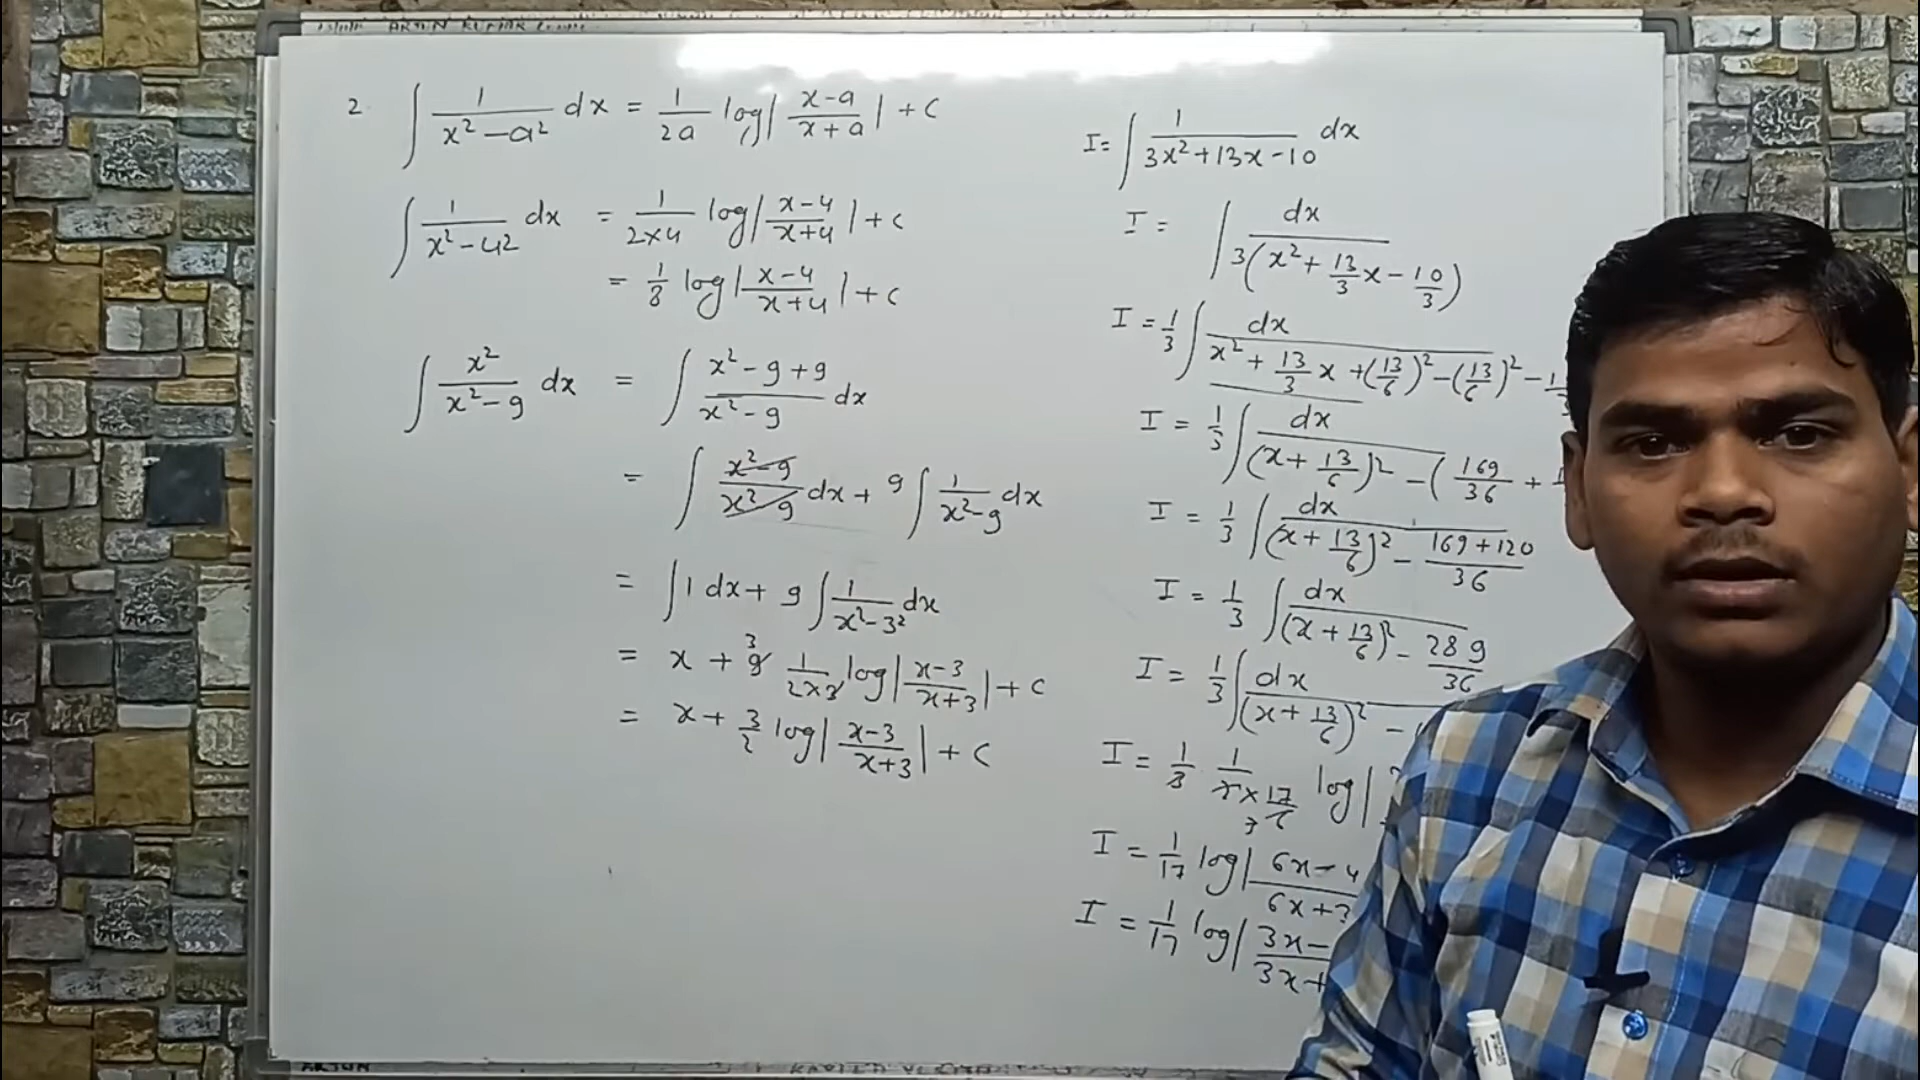 ARJUN KUMAR
2. ∫ 1/(x² - a²) dx = 1/2a log|(x-a)/(x+a)| + c
∫ 1/(x² - 4²) dx = 1/(2×4) log|(x-4)/(x+4)| + c
= 1/8 log|(x-4)/(x+4)| + c
∫ x²/(x² - 9) dx = ∫ (x² - 9 + 9)/(x² - 9) dx
= ∫ (x² - 9)/(x² - 9) dx + 9 ∫ 1/(x² - 9) dx
= ∫ 1 dx + 9 ∫ 1/(x² - 3²) dx
= x + 9 3 1/(2×3) log|(x-3)/(x+3)| + c
= x + 3/2 log|(x-3)/(x+3)| + c
I = ∫ 1/(3x² + 13x - 10) dx
I = ∫ dx/3(x² + 13/3 x - 10/3)
I = 1/3 ∫ dx/(x² + 13/3 x + (13/6)² - (13/6)² - 1
I = 1/3 ∫ dx/((x + 13/6)² - (169/36 + 1
I = 1/3 ∫ dx/((x + 13/6)² - (169+120)/36)
I = 1/3 ∫ dx/((x + 13/6)² - 289/36)
I = 1/3 ∫ dx/((x + 13/6)² - (
I = 1/3 1/(2×17/6) 3 log|
I = 1/17 log| (6x - 4)/(6x + 3
I = 1/17 log| (3x -)/(3x +
ARJUN